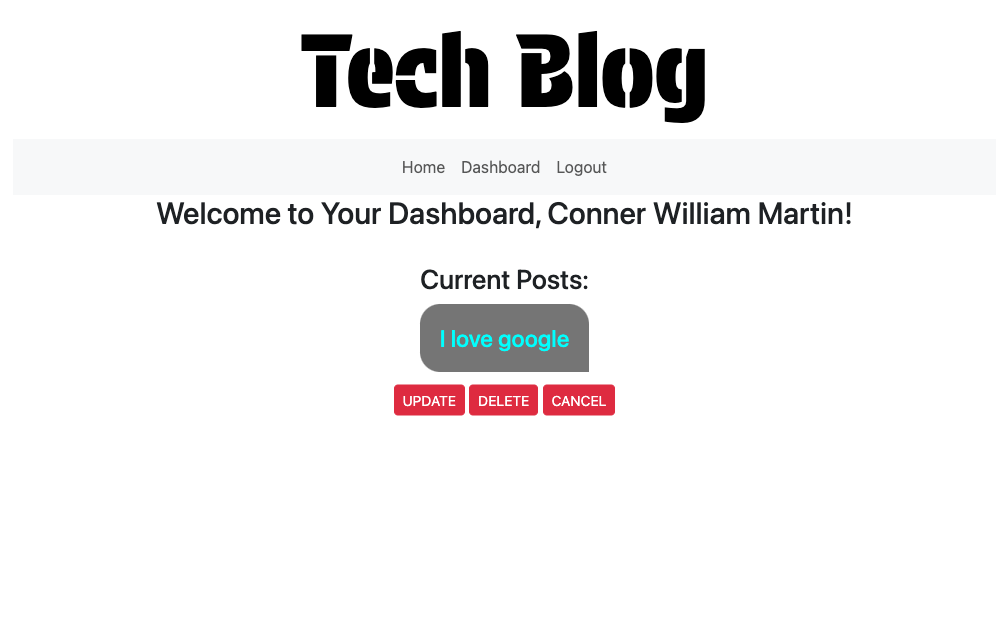 Tech Blog
Home Dashboard Logout
Welcome to Your Dashboard, Conner William Martin!
Current Posts:
I love google
UPDATE DELETE CANCEL